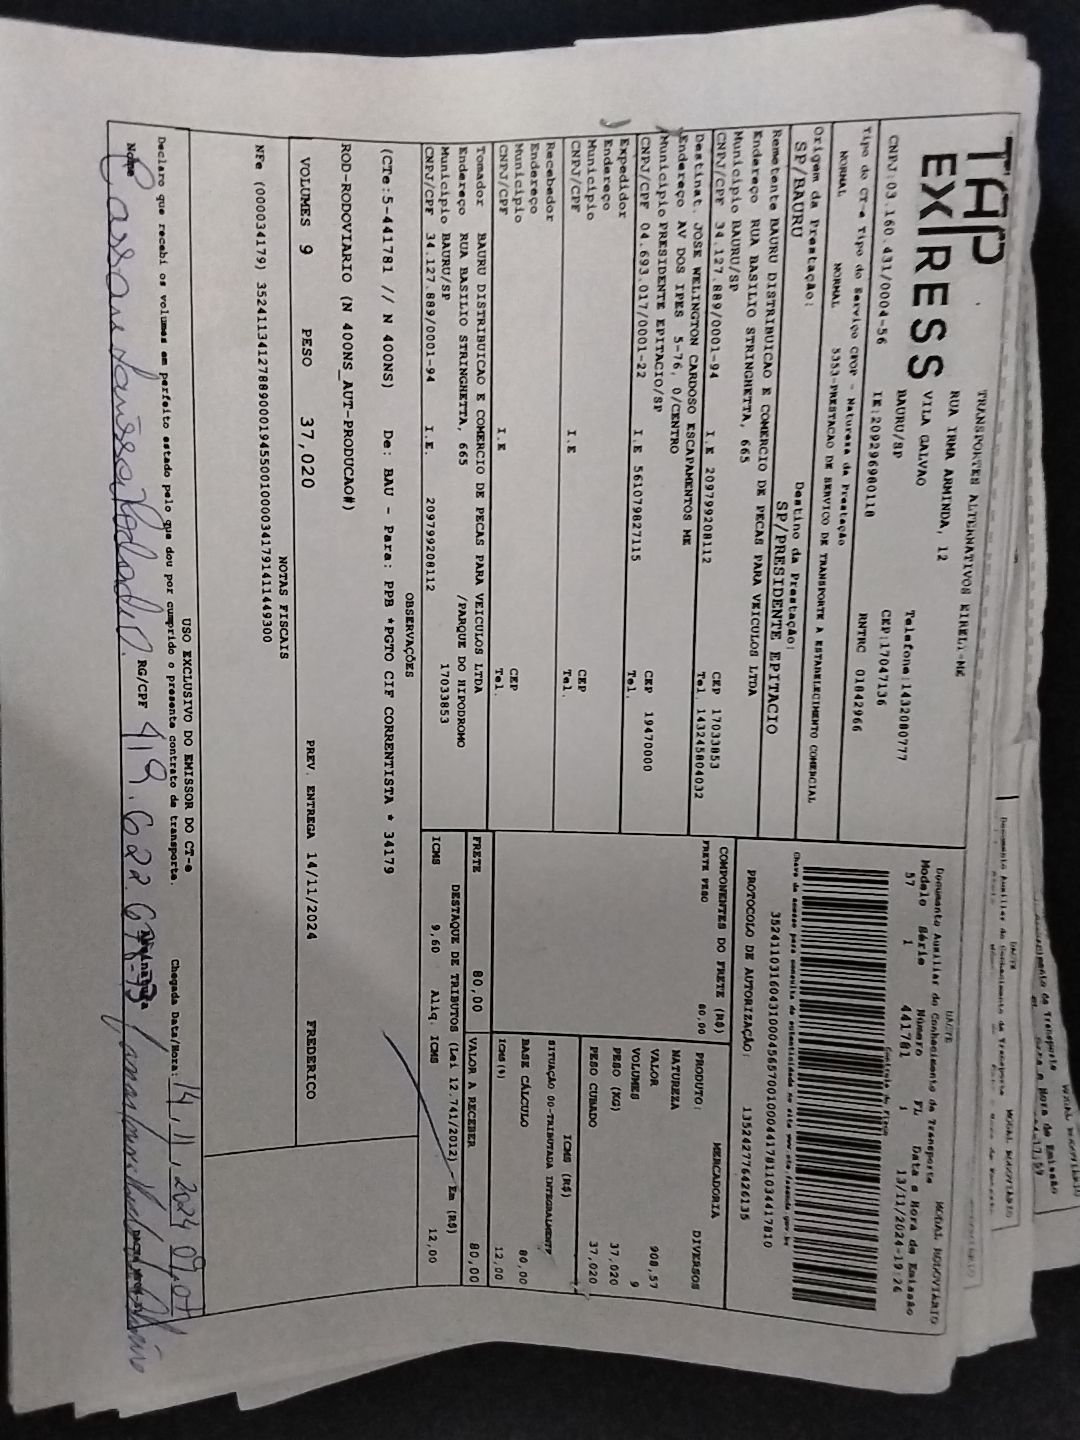 TAP
EXPRESS
TRANSPORTES ALTERNATIVOS EIRELI-ME
RUA IRMA ARMINDA, 12
VILA GALVAO
BAURU/SP
Telefone:1432080777
CEP:17047136
CNPJ:03.160.431/0004-56
IE:209296980118
RNTRC 01842966
DACTE
MODAL RODOVIÁRIO
Documento Auxiliar do Conhecimento de Transporte
Modelo Série Número FL Data e Hora de Emissão
57 1 441781 1 13/11/2024-19:26
Controle do Fisco
Chave de acesso para consulta de autenticidade no site www.cte.fazenda.gov.br
PROTOCOLO DE AUTORIZAÇÃO: 135242776426135
Tipo do CT-e Tipo do Serviço CFOP - Natureza da Prestação
NORMAL NORMAL 5353-PRESTACAO DE SERVICO DE TRANSPORTE A ESTABELECIMENTO COMERCIAL
Origem da Prestação: Destino da Prestação:
SP/BAURU SP/PRESIDENTE EPITACIO
Remetente BAURU DISTRIBUICAO E COMERCIO DE PECAS PARA VEICULOS LTDA
Endereço RUA BASILIO STRINGHETTA, 665
Município BAURU/SP CEP 17033853
CNPJ/CPF 34.127.889/0001-94 I.E 209799208112 Tel. 143245804032
Destinat. JOSE WELINGTON CARDOSO ESCAPAMENTOS ME
Endereço AV DOS IPES 5-76, 0/CENTRO
Município PRESIDENTE EPITACIO/SP CEP 19470000
CNPJ/CPF 04.693.017/0001-22 I.E 561079827115 Tel.
Expedidor
Endereço
Município CEP
CNPJ/CPF I.E Tel.
Recebedor
Endereço
Município CEP
CNPJ/CPF I.E Tel.
Tomador BAURU DISTRIBUICAO E COMERCIO DE PECAS PARA VEICULOS LTDA
Endereço RUA BASILIO STRINGHETTA, 665 /PARQUE DO HIPODROMO
Município BAURU/SP 17033853
CNPJ/CPF 34.127.889/0001-94 I.E. 209799208112
COMPONENTES DO FRETE (R$)
FRETE PESO 80,00
MERCADORIA
PRODUTO: DIVERSOS
NATUREZA
VALOR 908,57
VOLUMES 9
PESO (KG) 37,020
PESO CUBADO 37,020
ICMS (R$)
SITUAÇÃO 00-TRIBUTADA INTEGRALMENTE
BASE CÁLCULO 80,00
ICMS(%) 12,00
FRETE 80,00 VALOR A RECEBER 80,00
DESTAQUE DE TRIBUTOS (Lei 12.741/2012) - Em (R$)
ICMS 9,60 Aliq. ICMS 12,00
OBSERVAÇÕES
(CTe:5-441781 // N 400NS) De: BAU - Para: PPB *PGTO CIF CORRENTISTA * 34179
ROD-RODOVIARIO (N 400NS_AUT-PRODUCAO#)
VOLUMES 9 PESO 37,020 PREV. ENTREGA 14/11/2024 FREDERICO
NOTAS FISCAIS
USO EXCLUSIVO DO EMISSOR DO CT-e
Declaro que recebi os volumes em perfeito estado pelo que dou por cumprido o presente contrato de transporte.
Chegada Data/Hora: 14,11,2024
Nome RG/CPF